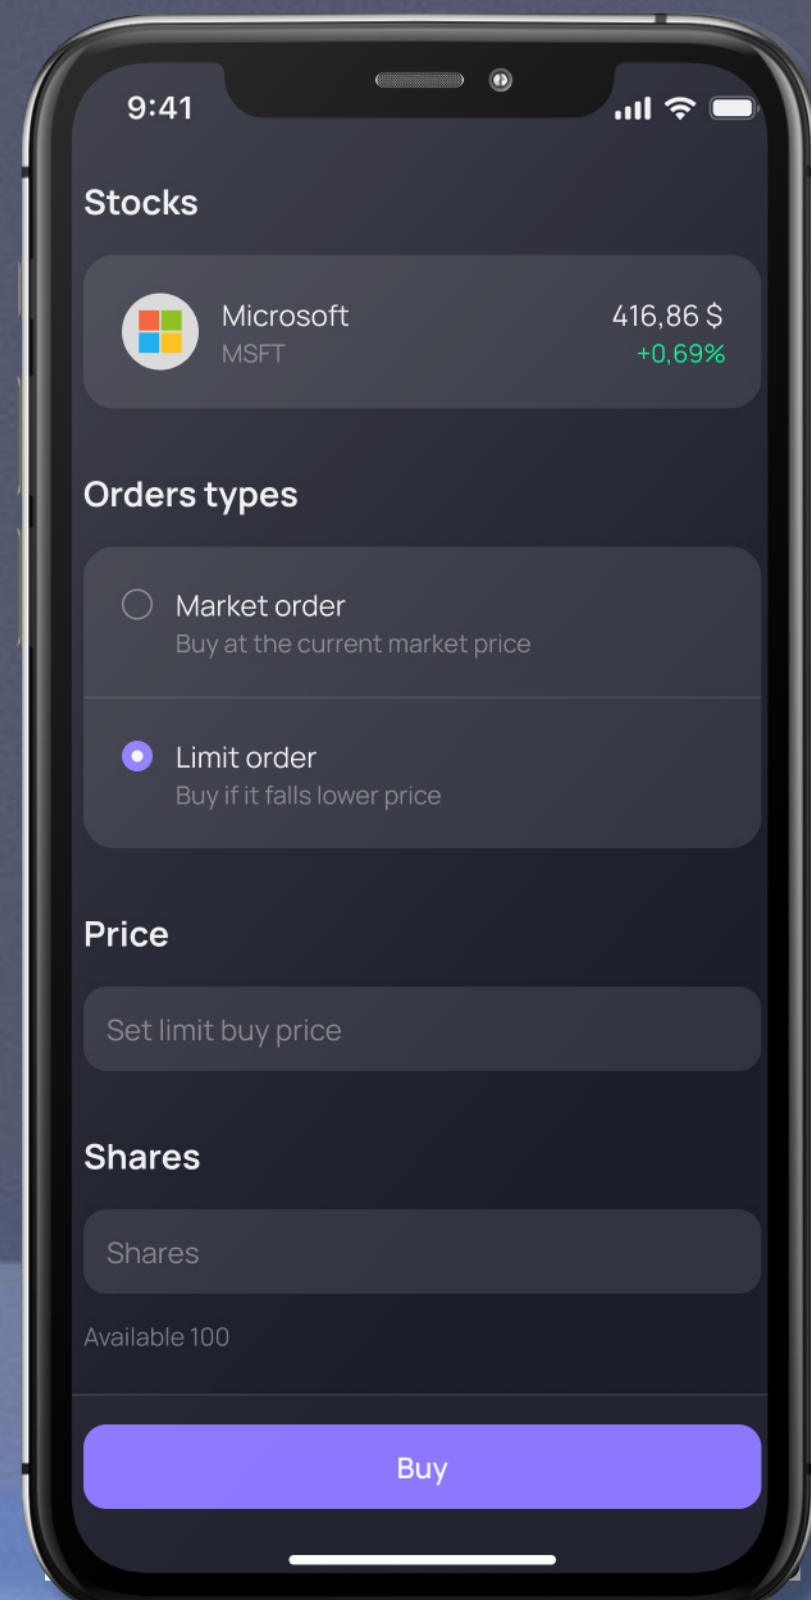 9:41
Stocks
Microsoft
416,86 $
MSFT
+0,69%
Orders types
Market order
Buy at the current market price
Limit order
Buy if it falls lower price
Price
Set limit buy price
Shares
Shares
Available 100
Buy